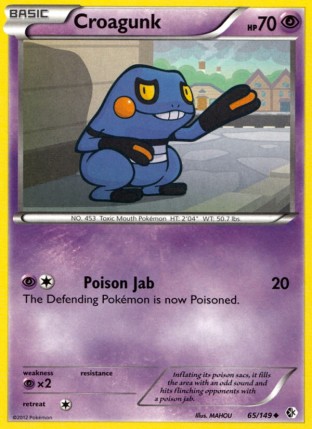 BASIC
Croagunk
HP 70
NO. 453 Toxic Mouth Pokémon HT: 2'04" WT: 50.7 lbs.
Poison Jab 20
The Defending Pokémon is now Poisoned.
weakness resistance
×2
retreat
Inflating its poison sacs, it fills
the area with an odd sound and
hits flinching opponents with
a poison jab.
©2012 Pokémon
Illus. MAHOU 65/149